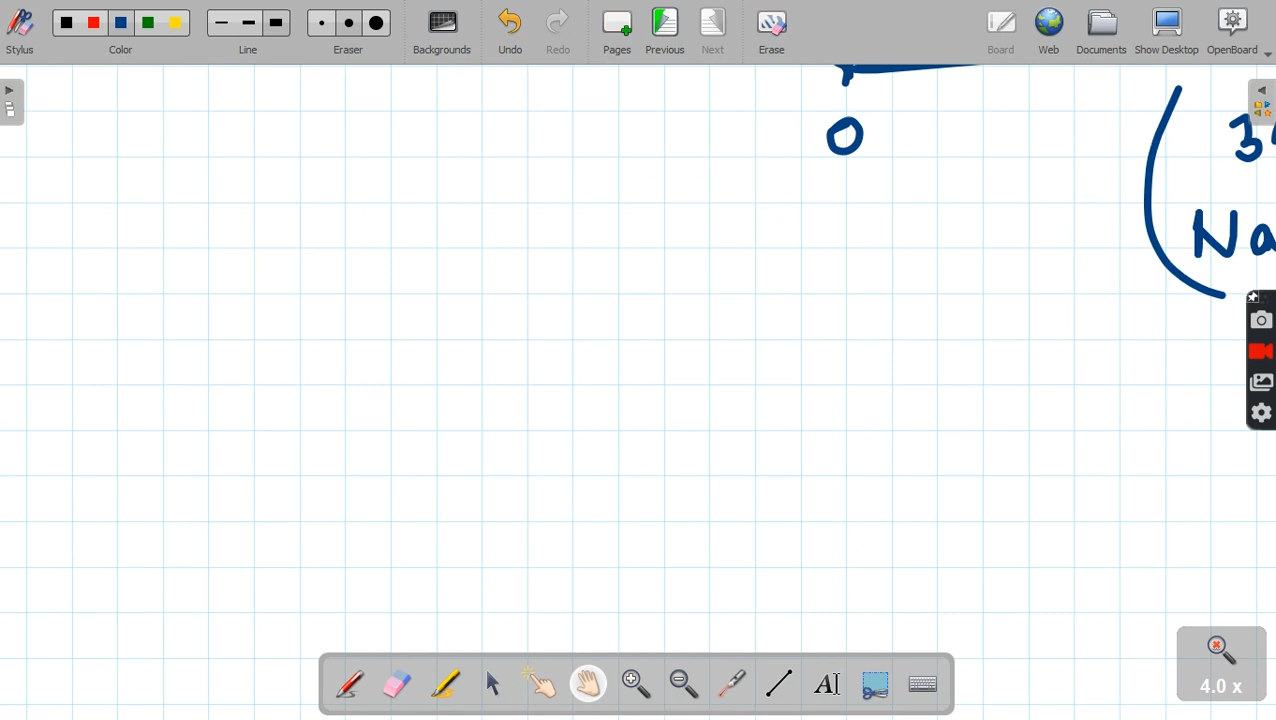 Stylus
Color
Line
Eraser
Backgrounds
Undo
Redo
Pages
Previous
Next
Erase
Board
Web
Documents
Show Desktop
OpenBoard
0
3
Na
A
4.0 x